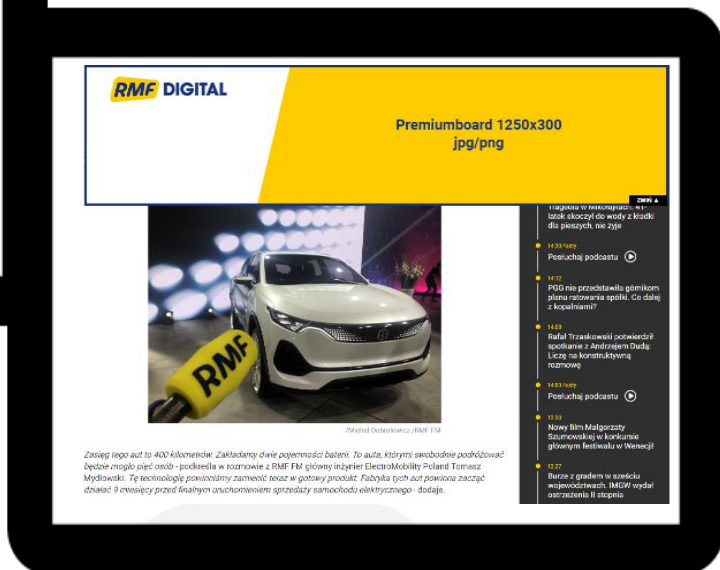 RMF DIGITAL
Premiumboard 1250x300
jpg/png
ZWIŃ ▲
Tragedia w Mikołajkach. 41-
latek skoczył do wody z kładki
dla pieszych, nie żyje
14:33 Fakty
Posłuchaj podcastu
14:12
PGG nie przedstawiła górnikom
planu ratowania spółki. Co dalej
z kopalniami?
14:03
Rafał Trzaskowski potwierdził
spotkanie z Andrzejem Dudą:
Liczę na konstruktywną
rozmowę
14:03 Fakty
Posłuchaj podcastu
13:30
Nowy film Małgorzaty
Szumowskiej w konkursie
głównym festiwalu w Wenecji!
13:27
Burze z gradem w sześciu
województwach. IMGW wydał
ostrzeżenia II stopnia
RMF
/Michał Dobrołowicz /RMF FM
Zasięg tego aut to 400 kilometrów. Zakładamy dwie pojemności baterii. To auta, którymi swobodnie podróżować
będzie mogło pięć osób - podkreśla w rozmowie z RMF FM główny inżynier ElectroMobility Poland Tomasz
Mydłowski. Tę technologię powinniśmy zamienić teraz w gotowy produkt. Fabryka tych aut powinna zacząć
działać 9 miesięcy przed finalnym uruchomieniem sprzedaży samochodu elektrycznego - dodaje.